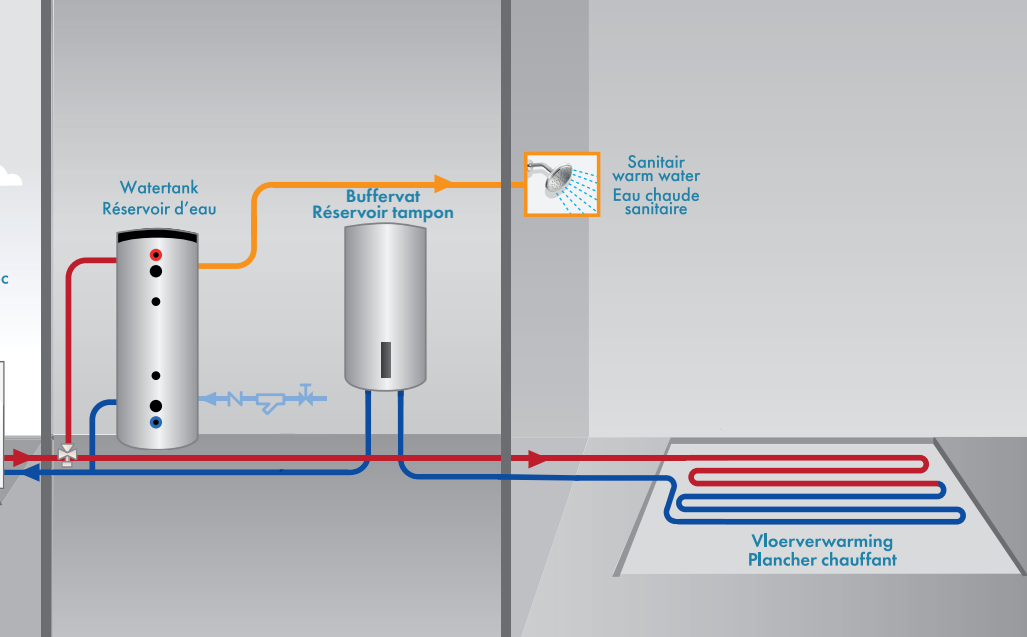 Watertank
Réservoir d’eau
Buffervat
Réservoir tampon
Sanitair
warm water
Eau chaude
sanitaire
c
Vloerverwarming
Plancher chauffant